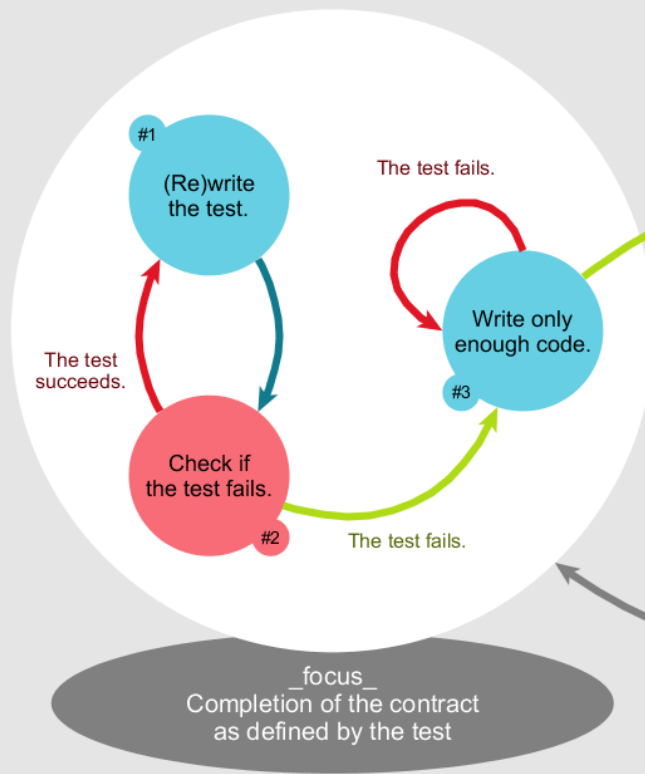 #1
(Re)write
the test.
The test fails.
Write only
enough code.
The test
succeeds.
#3
Check if
the test fails.
#2
The test fails.
_focus_
Completion of the contract
as defined by the test